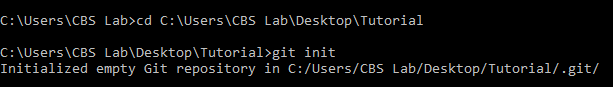 C:\Users\CBS Lab>cd C:\Users\CBS Lab\Desktop\Tutorial
C:\Users\CBS Lab\Desktop\Tutorial>git init
Initialized empty Git repository in C:/Users/CBS Lab/Desktop/Tutorial/.git/